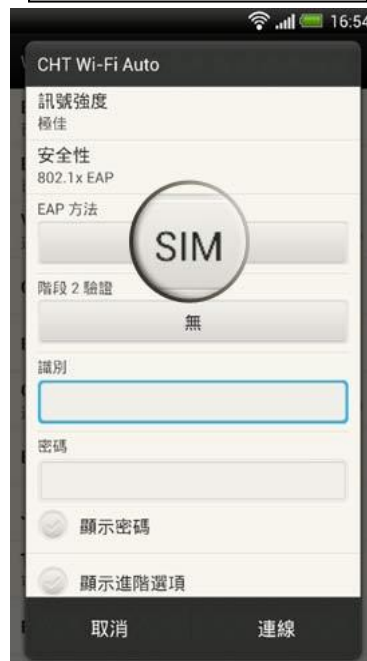 16:54
CHT Wi-Fi Auto
訊號強度
極佳
安全性
802.1x EAP
EAP 方法
SIM
階段 2 驗證
無
識別
密碼
顯示密碼
顯示進階選項
取消
連線